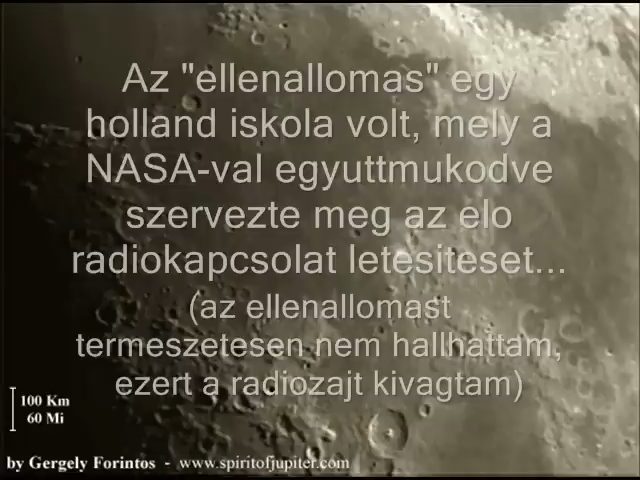 Az "ellenallomas" egy
holland iskola volt, mely a
NASA-val egyuttmukodve
szervezte meg az elo
radiokapcsolat letesiteset...
(az ellenallomast
termeszetesen nem hallhattam,
ezert a radiozajt kivagtam)
100 Km
60 Mi
by Gergely Forintos - www.spiritofjupiter.com